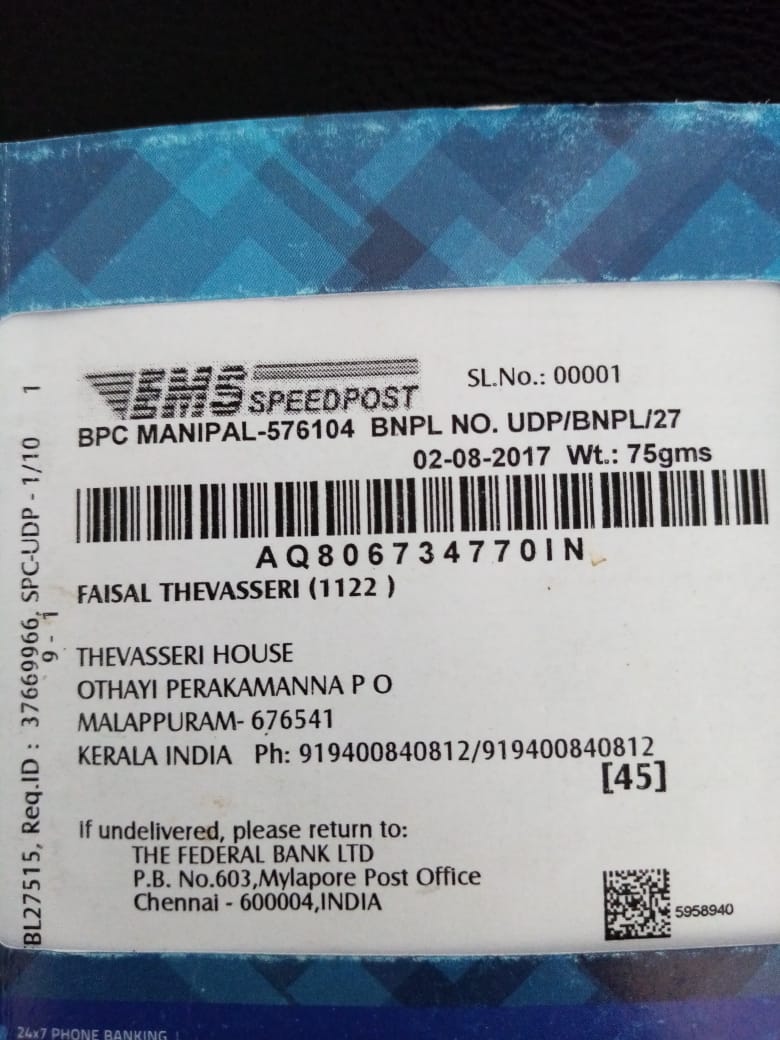 EMS SPEEDPOST
SL.No.: 00001
BPC MANIPAL-576104 BNPL NO. UDP/BNPL/27
02-08-2017 Wt.: 75gms
AQ806734770IN
FAISAL THEVASSERI (1122 )
THEVASSERI HOUSE
OTHAYI PERAKAMANNA P O
MALAPPURAM- 676541
KERALA INDIA Ph: 919400840812/919400840812
[45]
If undelivered, please return to:
THE FEDERAL BANK LTD
P.B. No.603,Mylapore Post Office
Chennai - 600004,INDIA
5958940
FBL27515, Req.ID : 37669966, SPC-UDP - 1/10 1
9 - 1
24x7 PHONE BANKING